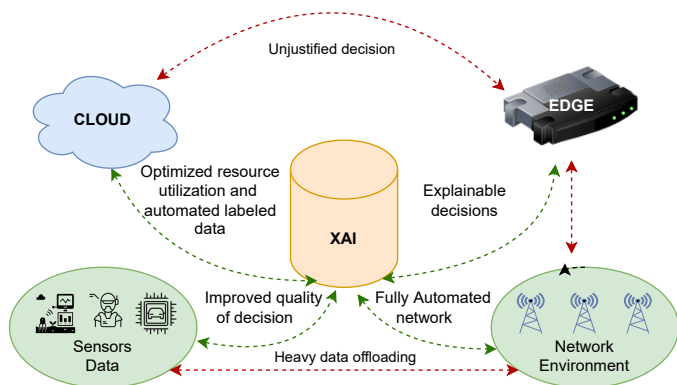 Unjustified decision
CLOUD
EDGE
Optimized resource
utilization and
automated labeled
data
Explainable
decisions
XAI
Improved quality
of decision
Fully Automated
network
Sensors
Data
Network
Environment
Heavy data offloading